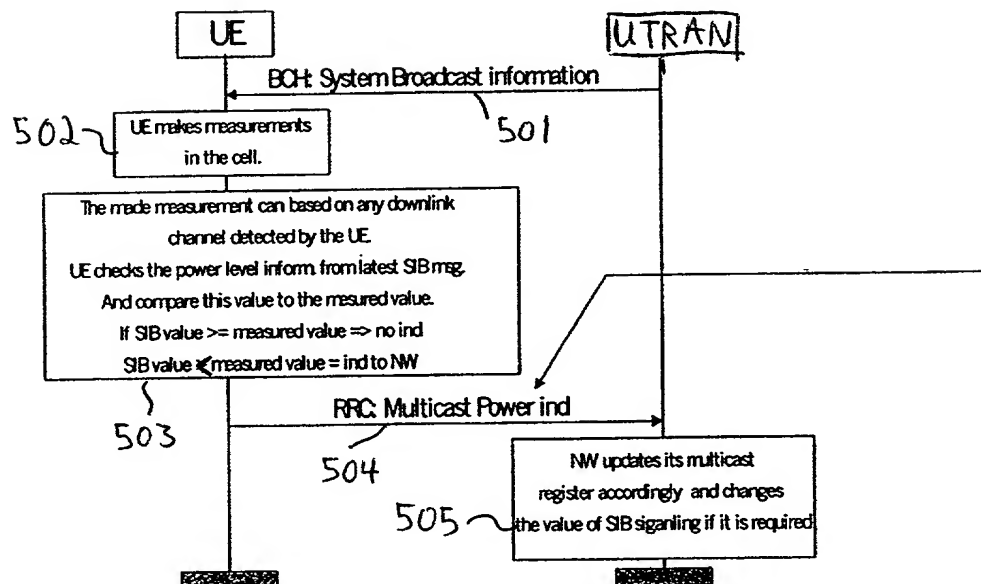 UE
UTRAN
BCH: System Broadcast information
501
502
UE makes measurements
in the cell.
The made measurement can based on any downlink
channel detected by the UE.
UE checks the power level inform. from latest SIB msg.
And compare this value to the mesured value.
If SIB value >= measured value => no ind
SIB value < measured value = ind to NW
503
RRC: Multicast Power ind
504
NW updates its multicast
register accordingly and changes
the value of SIB siganling if it is required
505